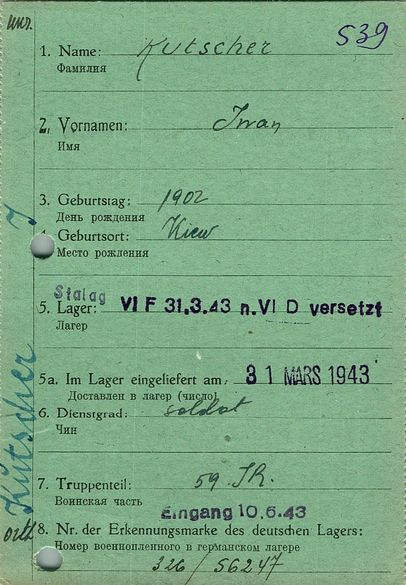 unr.
539
1. Name: Kutscher
Фамилия
2. Vornamen: Iwan
Имя
3. Geburtstag: 1902
День рождения
4. Geburtsort: Kiew
Место рождения
Stalag
5. Lager: VI F 31.3.43 n. VI D versetzt
Лагерь
5a. Im Lager eingeliefert am: 31 MARS 1943
Доставлен в лагерь (число)
6. Dienstgrad: soldat
Чин
7. Truppenteil: 59. IR.
Воинская часть
Eingang 10.6.43
8. Nr. der Erkennungsmarke des deutschen Lagers:
Номер военнопленного в германском лагере
326/56247
orth. Kutscher J